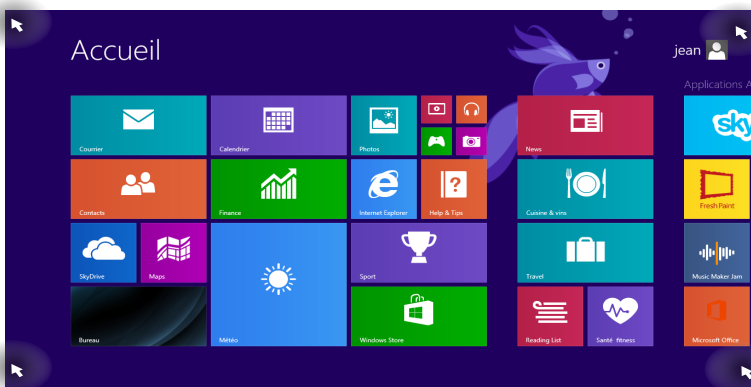 Accueil
jean
Applications A
Courrier
Calendrier
Photos
News
sky
Contacts
Finance
Internet Explorer
Help & Tips
Cuisine & vins
Fresh Paint
SkyDrive
Maps
Sport
Travel
Music Maker Jam
Bureau
Météo
Windows Store
Reading List
Santé fitness
Microsoft Office